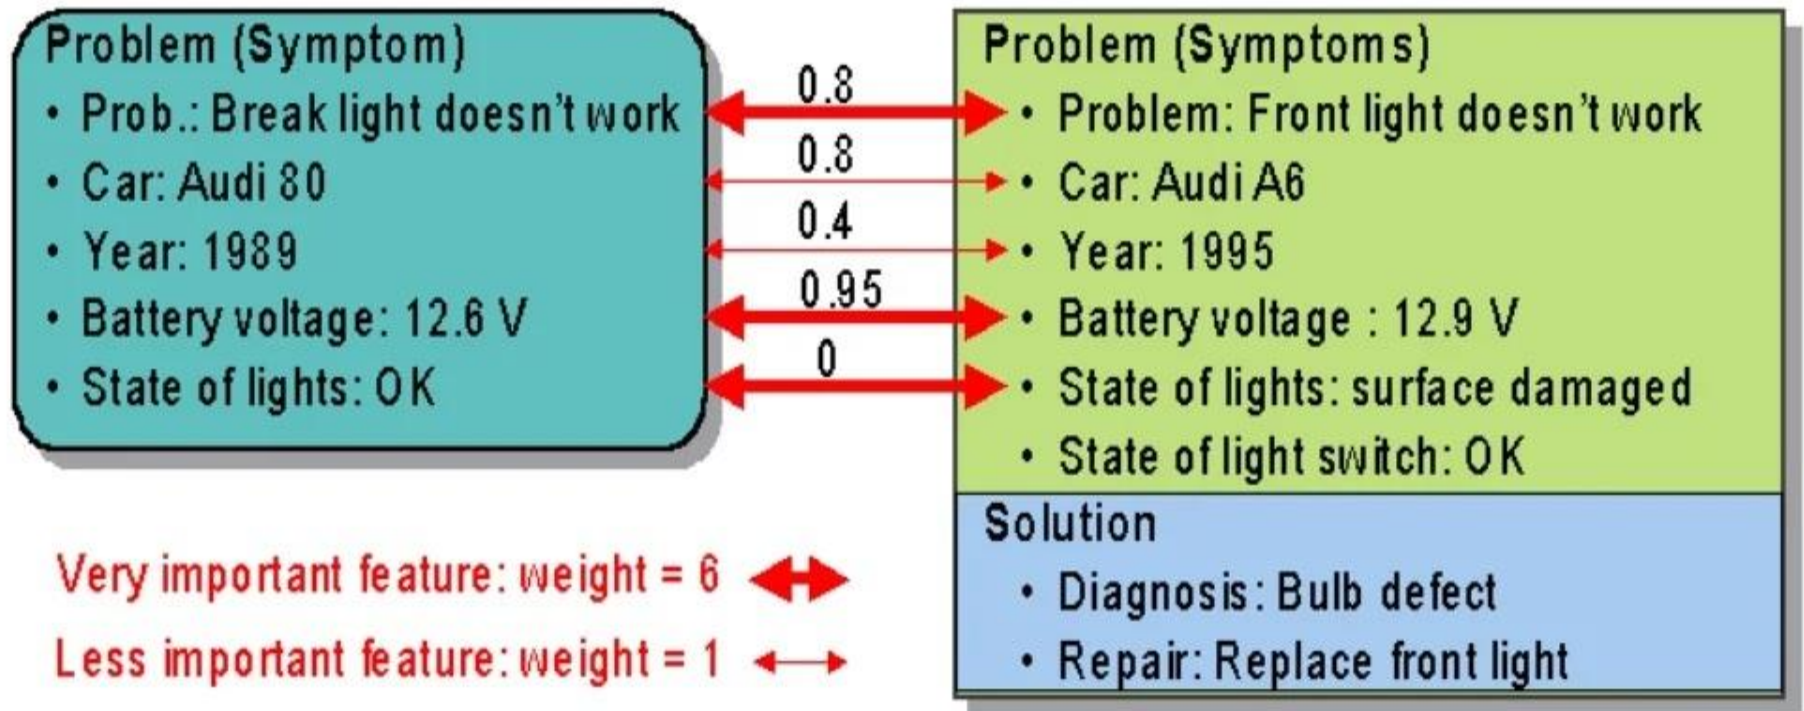 Problem (Symptom)
• Prob.: Break light doesn't work
• Car: Audi 80
• Year: 1989
• Battery voltage: 12.6 V
• State of lights: OK
0.8
0.8
0.4
0.95
0
Problem (Symptoms)
• Problem: Front light doesn't work
• Car: Audi A6
• Year: 1995
• Battery voltage : 12.9 V
• State of lights: surface damaged
• State of light switch: OK
Solution
• Diagnosis: Bulb defect
• Repair: Replace front light
Very important feature: weight = 6
Less important feature: weight = 1